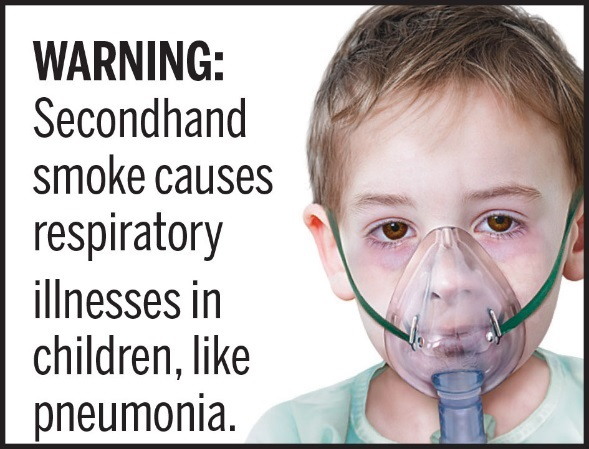 WARNING:
Secondhand
smoke causes
respiratory
illnesses in
children, like
pneumonia.